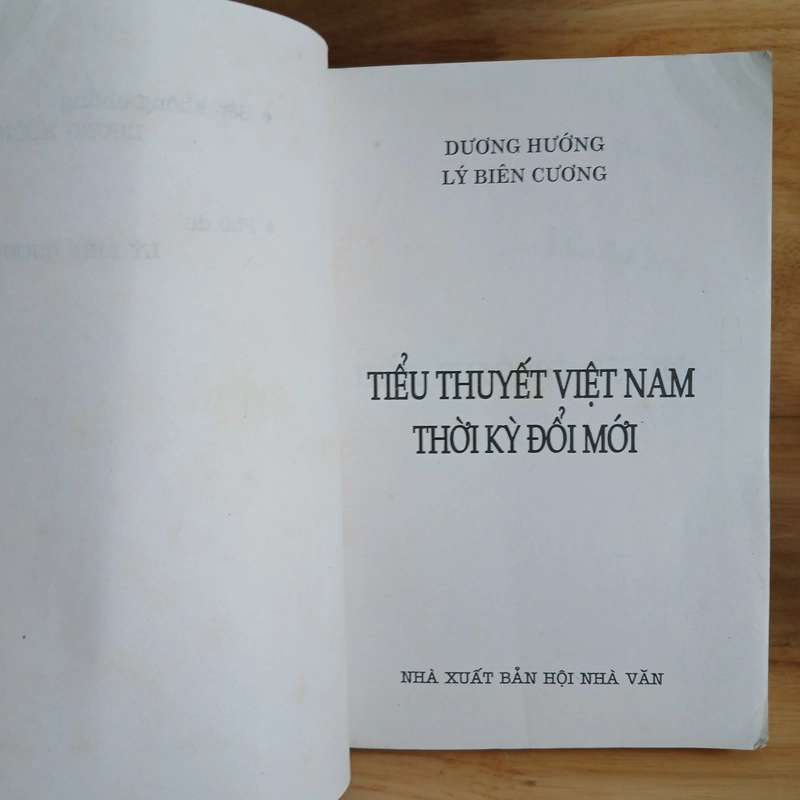 DƯƠNG HƯỚNG
LÝ BIÊN CƯƠNG
TIỂU THUYẾT VIỆT NAM
THỜI KỲ ĐỔI MỚI
NHÀ XUẤT BẢN HỘI NHÀ VĂN